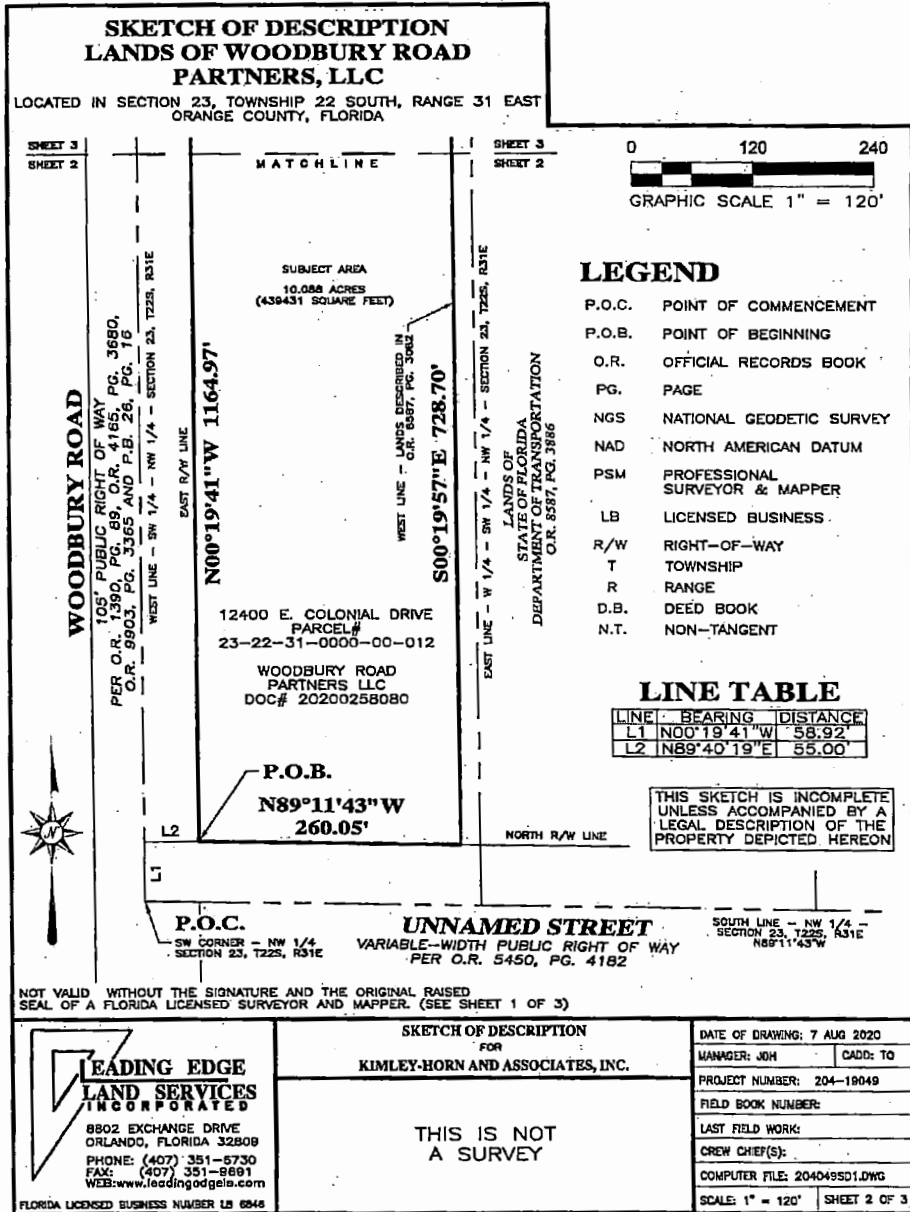 SKETCH OF DESCRIPTION
LANDS OF WOODBURY ROAD
PARTNERS, LLC
LOCATED IN SECTION 23, TOWNSHIP 22 SOUTH, RANGE 31 EAST
ORANGE COUNTY, FLORIDA
SHEET 3
SHEET 2
MATCHLINE
SHEET 3
SHEET 2
0 120 240
GRAPHIC SCALE 1" = 120'
SUBJECT AREA
10.088 ACRES
(439431 SQUARE FEET)
WOODBURY ROAD
105' PUBLIC RIGHT OF WAY
PER O.R. 1390, PG. 89, O.R. 4165, PG. 3680,
O.R. 9903, PG. 3365 AND P.B. 26, PG. 16
WEST LINE - SW 1/4 - NW 1/4 - SECTION 23, T22S, R31E
EAST R/W LINE
N00°19'41"W 1164.97'
WEST LINE - LANDS DESCRIBED IN
O.R. 8587, PG. 3082
S00°19'57"E 728.70'
EAST LINE - W 1/4 - SW 1/4 - NW 1/4 - SECTION 23, T22S, R31E
LANDS OF
STATE OF FLORIDA
DEPARTMENT OF TRANSPORTATION
O.R. 8587, PG. 3886
12400 E. COLONIAL DRIVE
PARCEL#
23-22-31-0000-00-012
WOODBURY ROAD
PARTNERS LLC
DOC# 20200258080
LEGEND
P.O.C. POINT OF COMMENCEMENT
P.O.B. POINT OF BEGINNING
O.R. OFFICIAL RECORDS BOOK
PG. PAGE
NGS NATIONAL GEODETIC SURVEY
NAD NORTH AMERICAN DATUM
PSM PROFESSIONAL
SURVEYOR & MAPPER
LB LICENSED BUSINESS
R/W RIGHT-OF-WAY
T TOWNSHIP
R RANGE
D.B. DEED BOOK
N.T. NON-TANGENT
LINE TABLE
LINE BEARING DISTANCE
L1 N00°19'41"W 58.92'
L2 N89°40'19"E 55.00'
THIS SKETCH IS INCOMPLETE
UNLESS ACCOMPANIED BY A
LEGAL DESCRIPTION OF THE
PROPERTY DEPICTED HEREON
P.O.B.
N89°11'43"W
260.05'
N
L2
NORTH R/W LINE
L1
P.O.C.
SW CORNER - NW 1/4
SECTION 23, T22S, R31E
UNNAMED STREET
VARIABLE-WIDTH PUBLIC RIGHT OF WAY
PER O.R. 5450, PG. 4182
SOUTH LINE - NW 1/4 -
SECTION 23, T22S, R31E
N89°11'43"W
NOT VALID WITHOUT THE SIGNATURE AND THE ORIGINAL RAISED
SEAL OF A FLORIDA LICENSED SURVEYOR AND MAPPER. (SEE SHEET 1 OF 3)
LEADING EDGE
LAND SERVICES
INCORPORATED
8802 EXCHANGE DRIVE
ORLANDO, FLORIDA 32809
PHONE: (407) 351-6730
FAX: (407) 351-9691
WEB:www.leadingedgels.com
FLORIDA LICENSED BUSINESS NUMBER LB 6846
SKETCH OF DESCRIPTION
FOR
KIMLEY-HORN AND ASSOCIATES, INC.
THIS IS NOT
A SURVEY
DATE OF DRAWING: 7 AUG 2020
MANAGER: JDH CADD: TO
PROJECT NUMBER: 204-19049
FIELD BOOK NUMBER:
LAST FIELD WORK:
CREW CHIEF(S):
COMPUTER FILE: 204049SD1.DWG
SCALE: 1" = 120' SHEET 2 OF 3